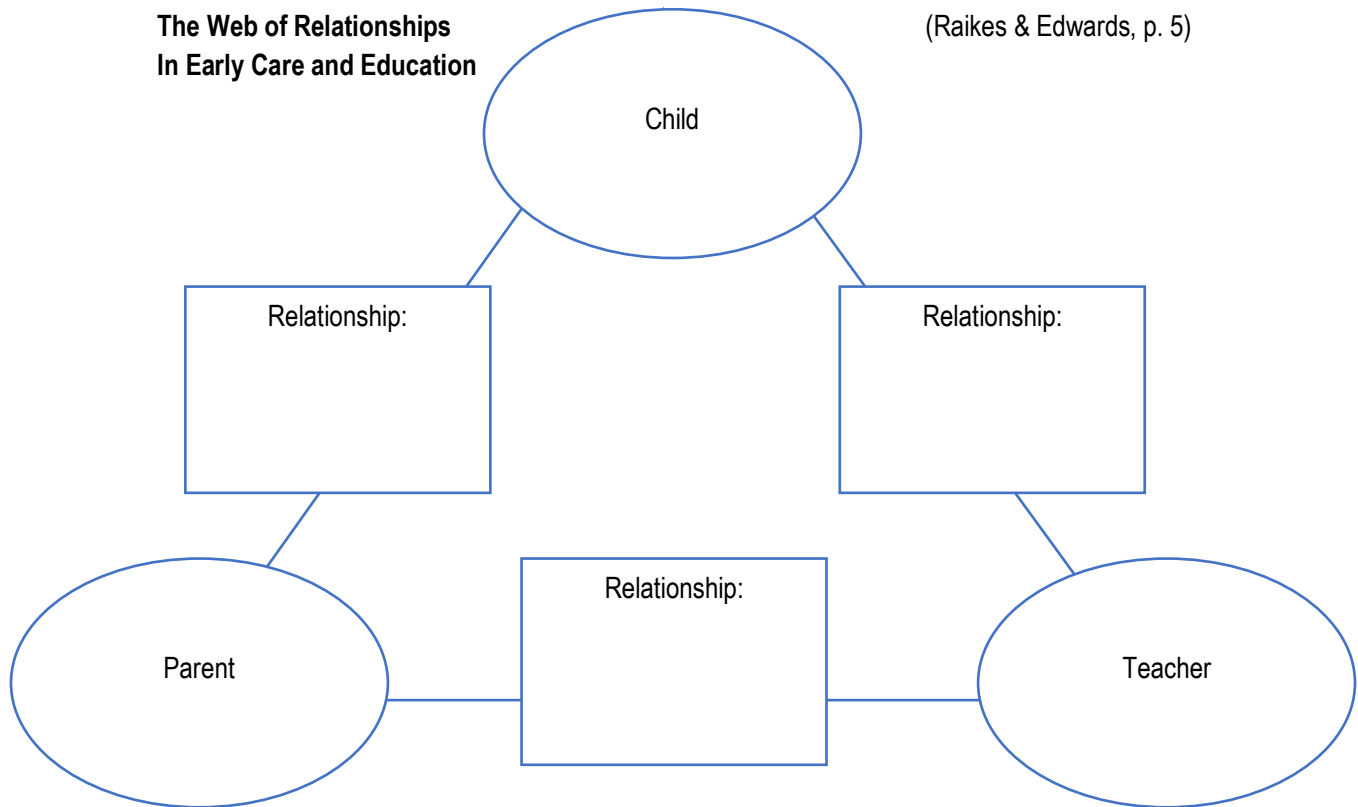 The Web of Relationships
In Early Care and Education
(Raikes & Edwards, p. 5)
Child
Relationship:
Relationship:
Relationship:
Parent
Teacher